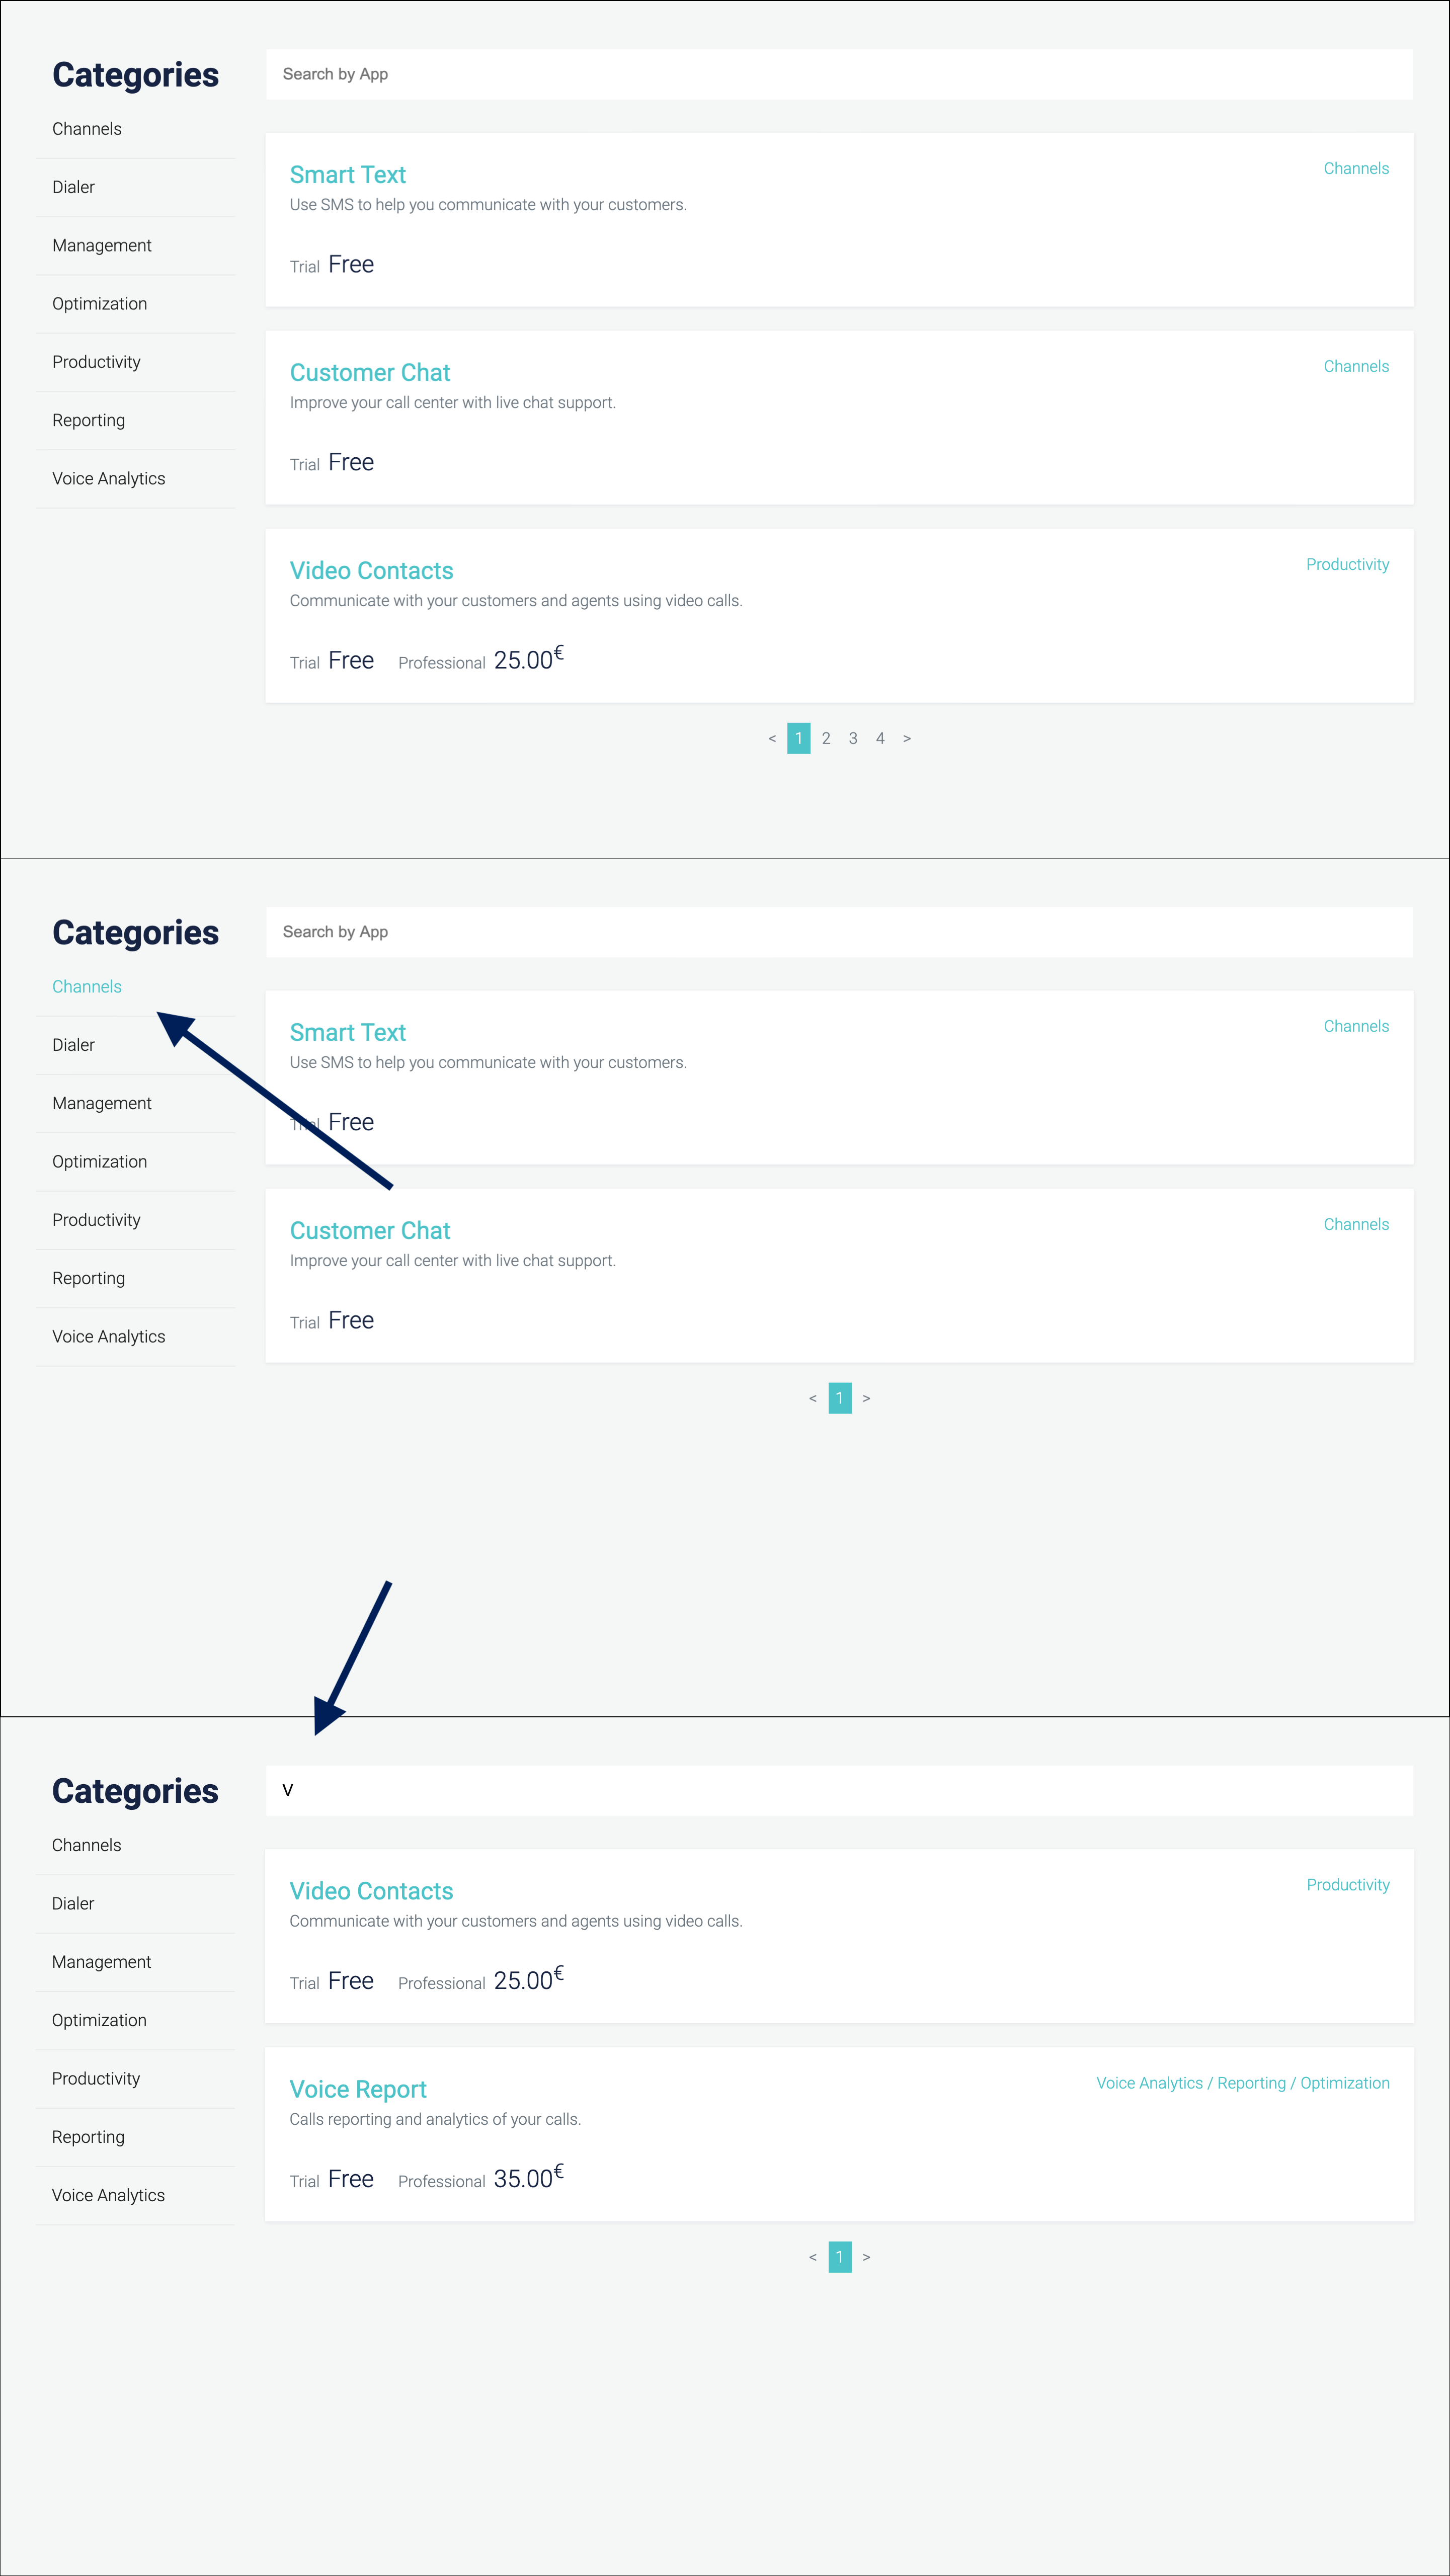 Categories
Channels
Dialer
Management
Optimization
Productivity
Reporting
Voice Analytics
Search by App
Smart Text
Channels
Use SMS to help you communicate with your customers.
Trial Free
Customer Chat
Channels
Improve your call center with live chat support.
Trial Free
Video Contacts
Productivity
Communicate with your customers and agents using video calls.
Trial Free Professional 25.00€
< 1 2 3 4 >
Categories
Channels
Dialer
Management
Optimization
Productivity
Reporting
Voice Analytics
Search by App
Smart Text
Channels
Use SMS to help you communicate with your customers.
Trial Free
Customer Chat
Channels
Improve your call center with live chat support.
Trial Free
< 1 >
Categories
Channels
Dialer
Management
Optimization
Productivity
Reporting
Voice Analytics
V
Video Contacts
Productivity
Communicate with your customers and agents using video calls.
Trial Free Professional 25.00€
Voice Report
Voice Analytics / Reporting / Optimization
Calls reporting and analytics of your calls.
Trial Free Professional 35.00€
< 1 >